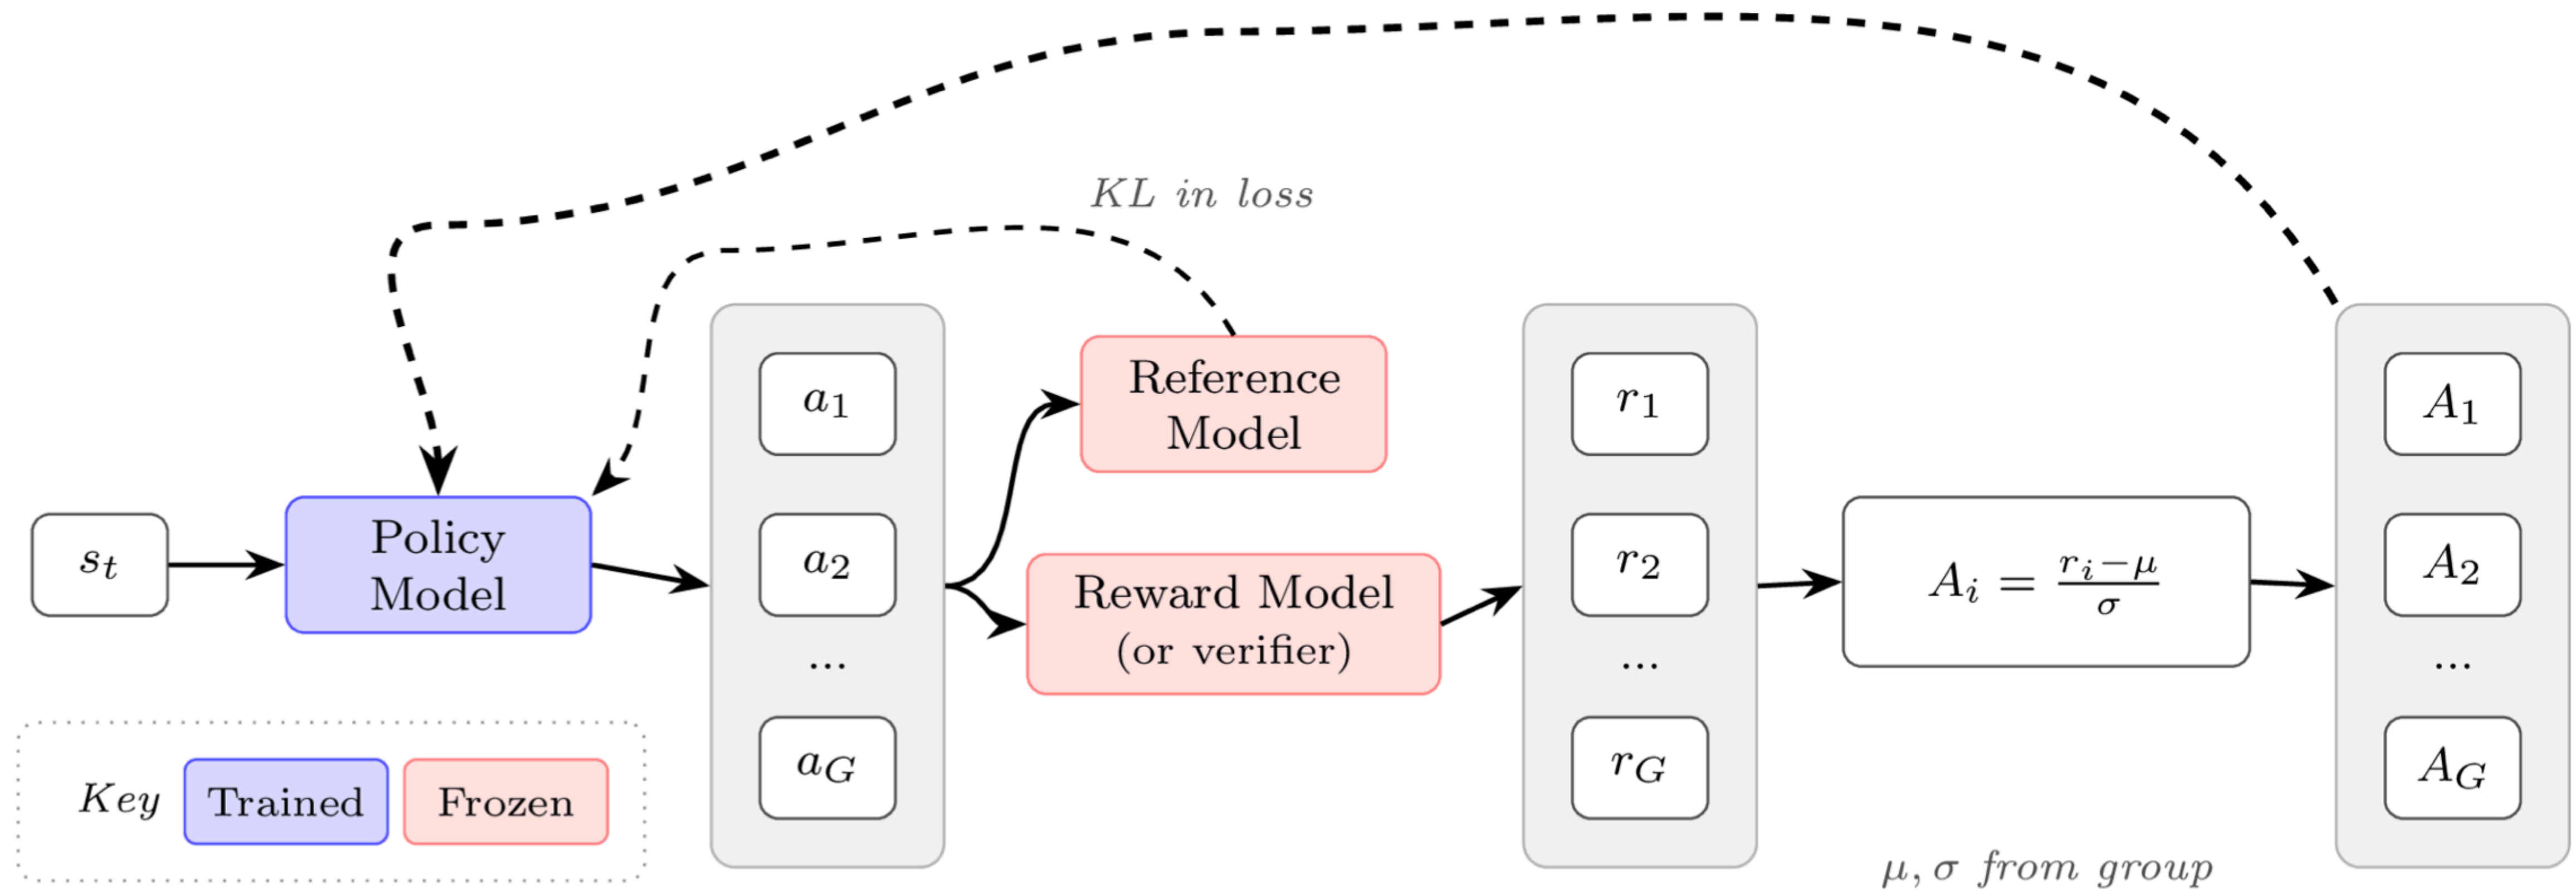 KL in loss
s_t
Policy
Model
a_1
a_2
...
a_G
Reference
Model
Reward Model
(or verifier)
r_1
r_2
...
r_G
A_i = \frac{r_i - μ}{σ}
A_1
A_2
...
A_G
Key
Trained
Frozen
μ, σ from group